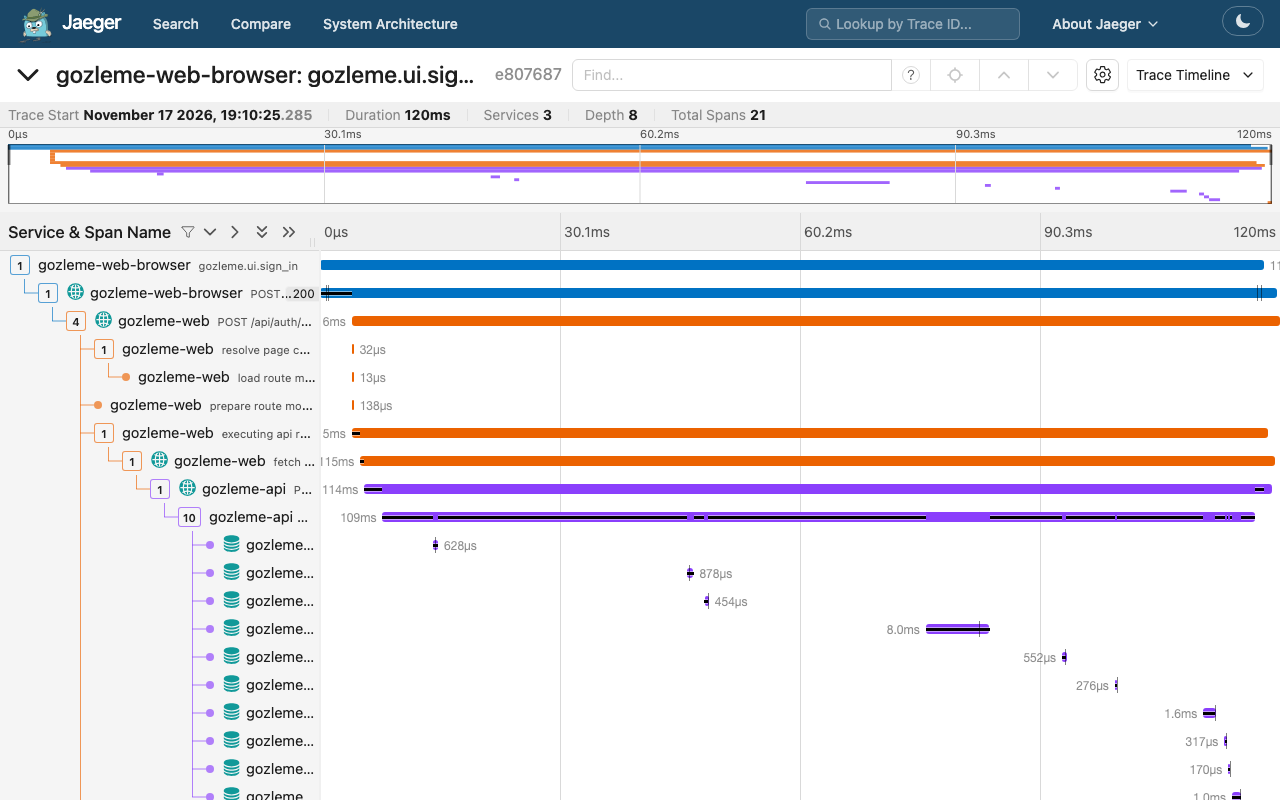 Jaeger Search Compare System Architecture Lookup by Trace ID... About Jaeger
gozleme-web-browser: gozleme.ui.sig... e807687 Find... ? Trace Timeline
Trace Start November 17 2026, 19:10:25.285 Duration 120ms Services 3 Depth 8 Total Spans 21
0μs 30.1ms 60.2ms 90.3ms 120ms
Service & Span Name 0μs 30.1ms 60.2ms 90.3ms 120ms
1 gozleme-web-browser gozleme.ui.sign_in 11
1 gozleme-web-browser POST...200
4 gozleme-web POST /api/auth/... 6ms
1 gozleme-web resolve page c... 32μs
gozleme-web load route m... 13μs
gozleme-web prepare route mo... 138μs
1 gozleme-web executing api r... 5ms
1 gozleme-web fetch ... 115ms
1 gozleme-api P... 114ms
10 gozleme-api ... 109ms
gozleme... 628μs
gozleme... 878μs
gozleme... 454μs
gozleme... 8.0ms
gozleme... 552μs
gozleme... 276μs
gozleme... 1.6ms
gozleme... 317μs
gozleme... 170μs
gozleme... 1.0ms